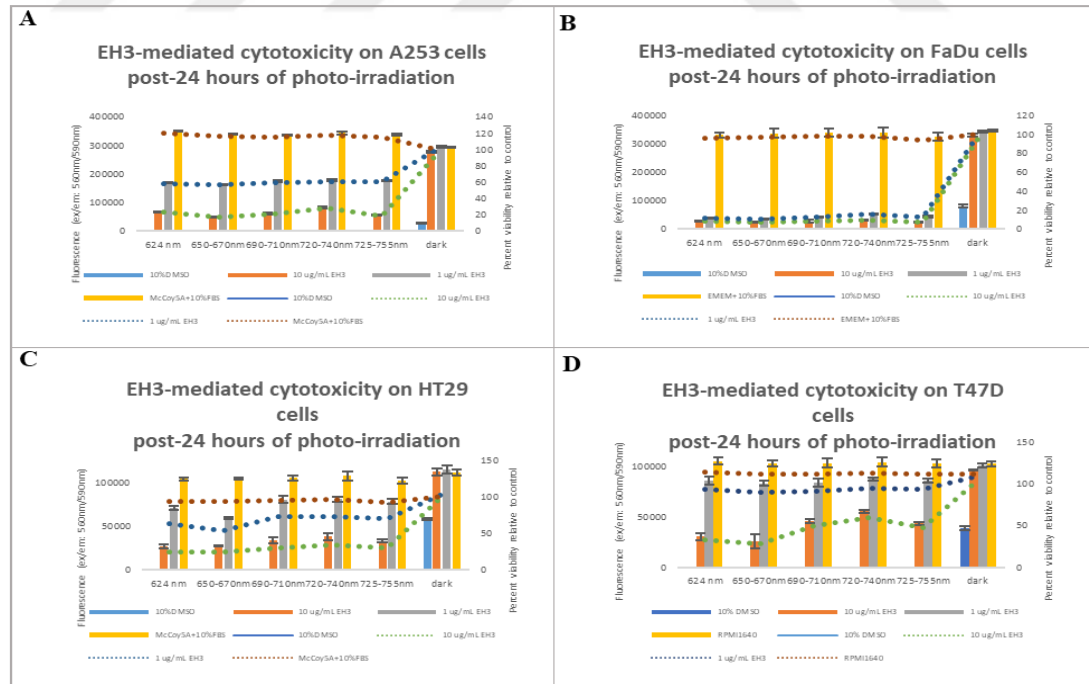 A
EH3-mediated cytotoxicity on A253 cells
post-24 hours of photo-irradiation
Fluorescence (ex/em: 560nm/590nm)
400000
300000
200000
100000
0
140
120
100
80
60
40
20
0
Percent viability relative to control
624 nm 650-670nm 690-710nm 720-740nm 725-755nm dark
10%DMSO 10 ug/mL EH3 1 ug/mL EH3
McCoy5A+10%FBS 10%DMSO 10 ug/mL EH3
1 ug/mL EH3 McCoy5A+10%FBS
B
EH3-mediated cytotoxicity on FaDu cells
post-24 hours of photo-irradiation
Fluorescence (ex/em: 560nm/590nm)
400000
300000
200000
100000
0
120
100
80
60
40
20
0
Percent viability relative to control
624 nm 650-670nm 690-710nm 720-740nm 725-755nm dark
10%DMSO 10 ug/mL EH3 1 ug/mL EH3
EMEM+10%FBS 10%DMSO 10 ug/mL EH3
1 ug/mL EH3 EMEM+10%FBS
C
EH3-mediated cytotoxicity on HT29
cells
post-24 hours of photo-irradiation
Fluorescence (ex/em: 560nm/590nm)
100000
50000
0
150
100
50
0
Percent viability relative to control
624 nm 650-670nm 690-710nm 720-740nm 725-755nm dark
10%DMSO 10 ug/mL EH3 1 ug/mL EH3
McCoy5A+10%FBS 10%DMSO 10 ug/mL EH3
1 ug/mL EH3 McCoy5A+10%FBS
D
EH3-mediated cytotoxicity on T47D
cells
post-24 hours of photo-irradiation
Fluorescence (ex/em: 560nm/590nm)
100000
50000
0
150
100
50
0
Percent viability relative to control
624 nm 650-670nm 690-710nm 720-740nm 725-755nm dark
10% DMSO 10 ug/mL EH3 1 ug/mL EH3
RPMI1640 10% DMSO 10 ug/mL EH3
1 ug/mL EH3 RPMI1640